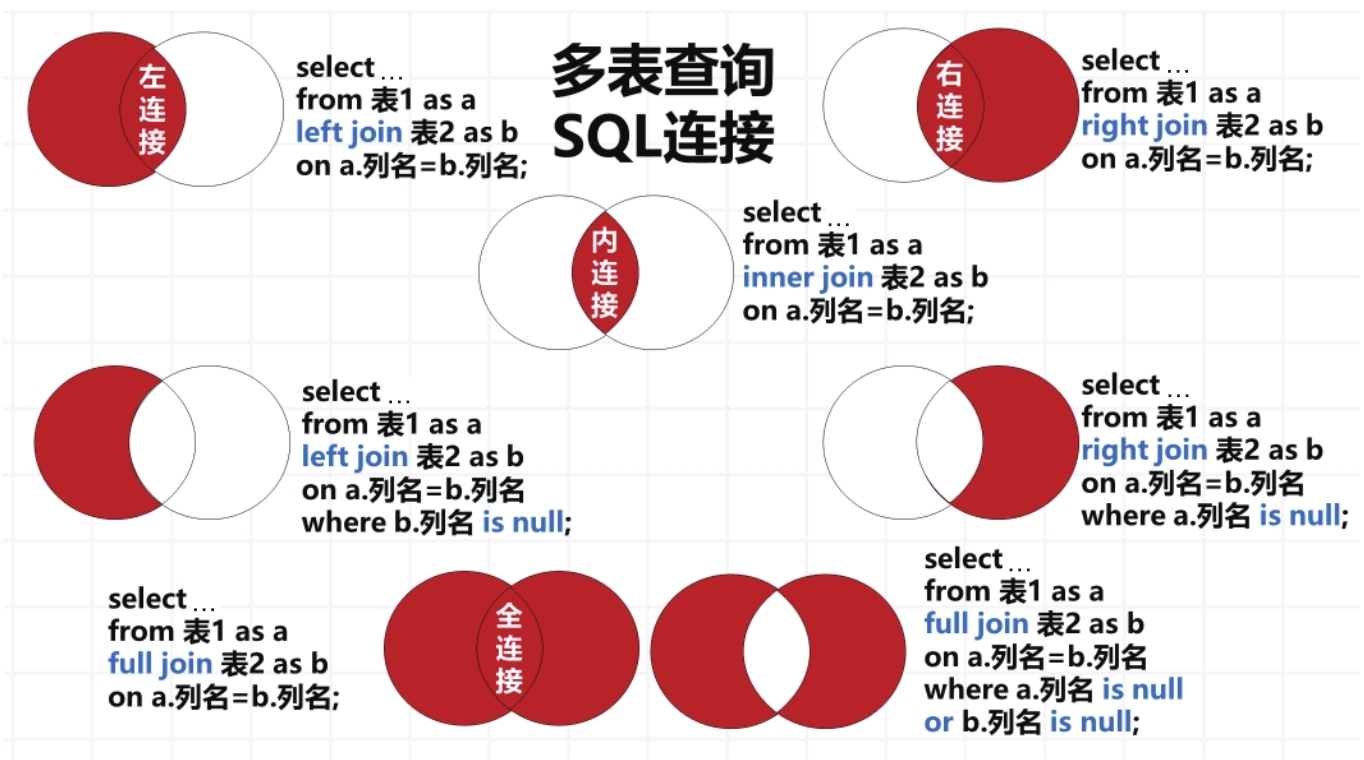 左
连
接
select ...
from 表1 as a
left join 表2 as b
on a.列名=b.列名;
多表查询
SQL连接
右
连
接
select ...
from 表1 as a
right join 表2 as b
on a.列名=b.列名;
内
连
接
select ...
from 表1 as a
inner join 表2 as b
on a.列名=b.列名;
select ...
from 表1 as a
left join 表2 as b
on a.列名=b.列名
where b.列名 is null;
select ...
from 表1 as a
right join 表2 as b
on a.列名=b.列名
where a.列名 is null;
select ...
from 表1 as a
full join 表2 as b
on a.列名=b.列名;
全
连
接
select ...
from 表1 as a
full join 表2 as b
on a.列名=b.列名
where a.列名 is null
or b.列名 is null;